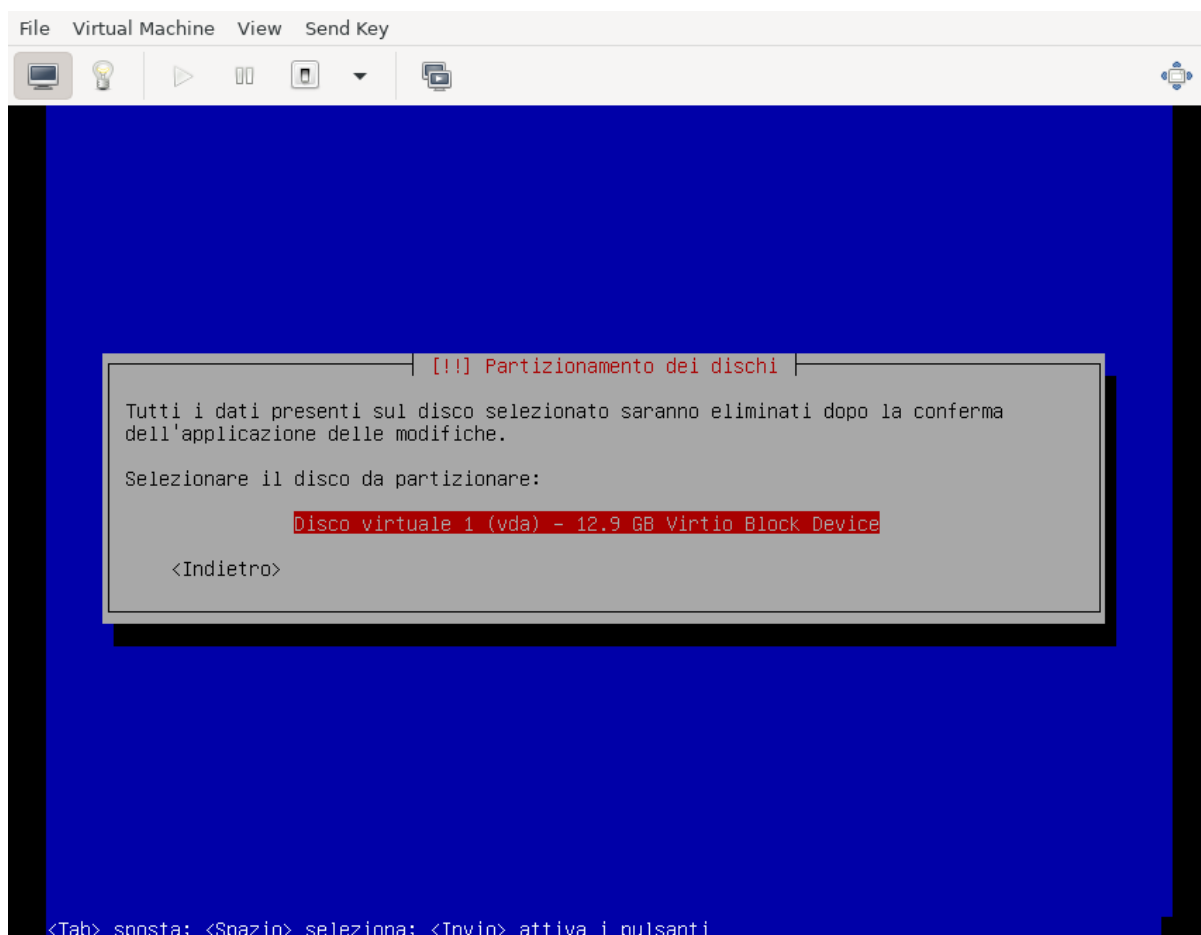 File Virtual Machine View Send Key
[!!] Partizionamento dei dischi
Tutti i dati presenti sul disco selezionato saranno eliminati dopo la conferma
dell'applicazione delle modifiche.
Selezionare il disco da partizionare:
Disco virtuale 1 (vda) - 12.9 GB Virtio Block Device
<Indietro>
<Tab> sposta; <Spazio> seleziona; <Invio> attiva i pulsanti